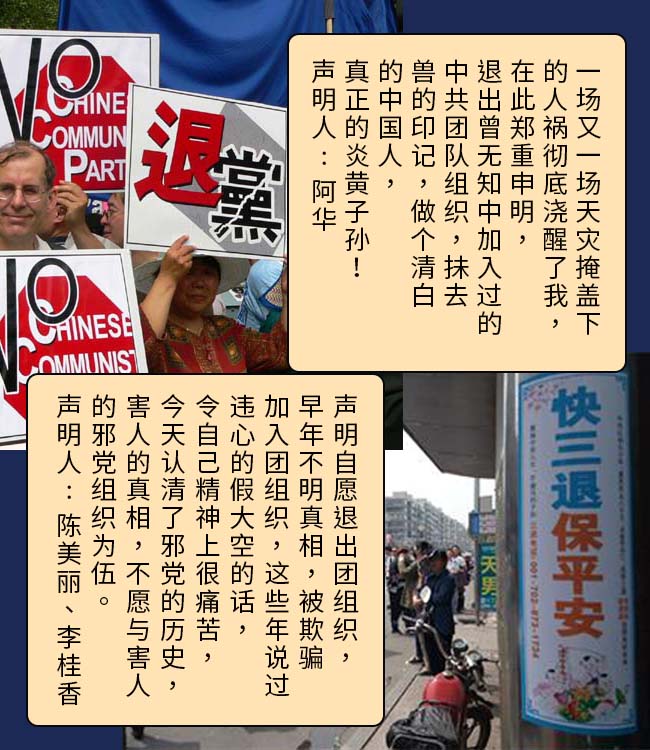 NO
CHINE
COMMUN
PART
退黨
NO
CHINESE
COMMUNIST
一场又一场天灾掩盖下
的人祸彻底浇醒了我，
在此郑重申明，
退出曾无知中加入过的
中共团队组织，抹去
兽的印记，做个清白
的中国人，
真正的炎黄子孙！
声明人：阿华
声明自愿退出团组织，
早年不明真相，被欺骗
加入团组织，这些年说过
违心的假大空的话，
令自己精神上很痛苦，
今天认清了邪党的历史，
害人的真相，不愿与害人
的邪党组织为伍。
声明人：陈美丽、李桂香
快三退保平安
天
男